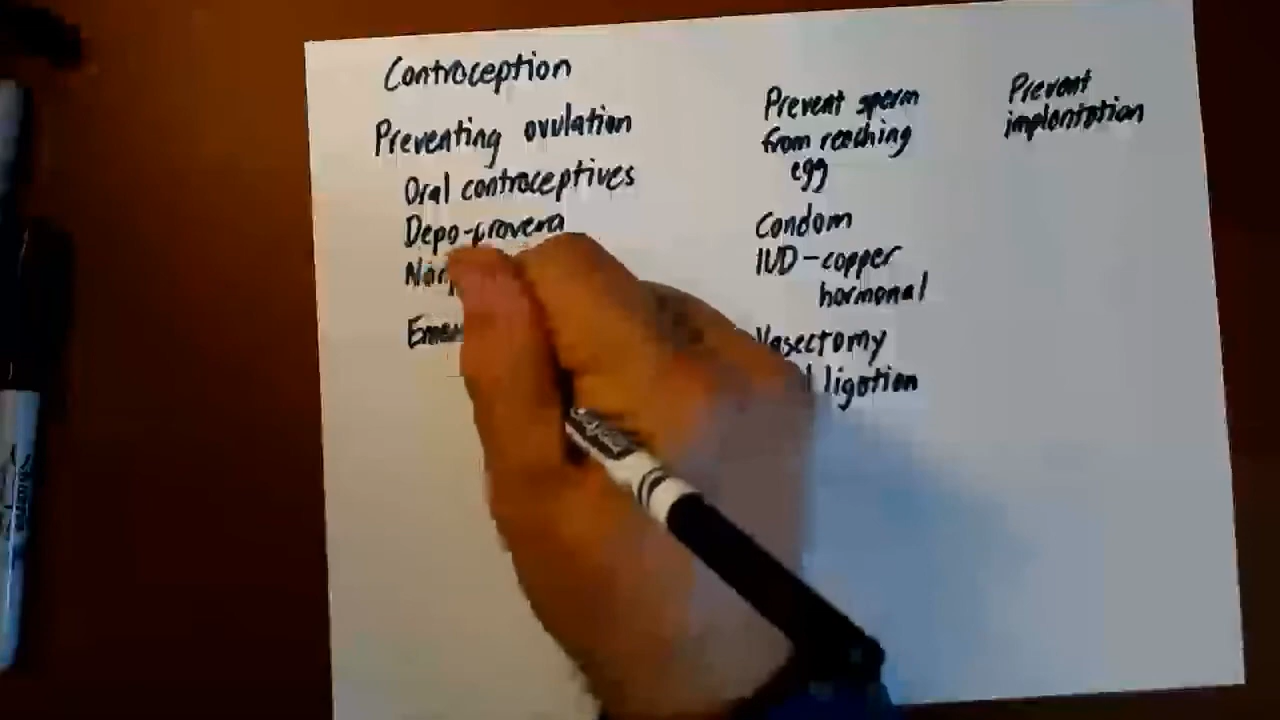 Contraception
Preventing ovulation
Oral contraceptives
Depo-provera
Prevent sperm
from reaching
egg
Condom
IUD - copper
hormonal
Vasectomy
ligation
Prevent
implantation